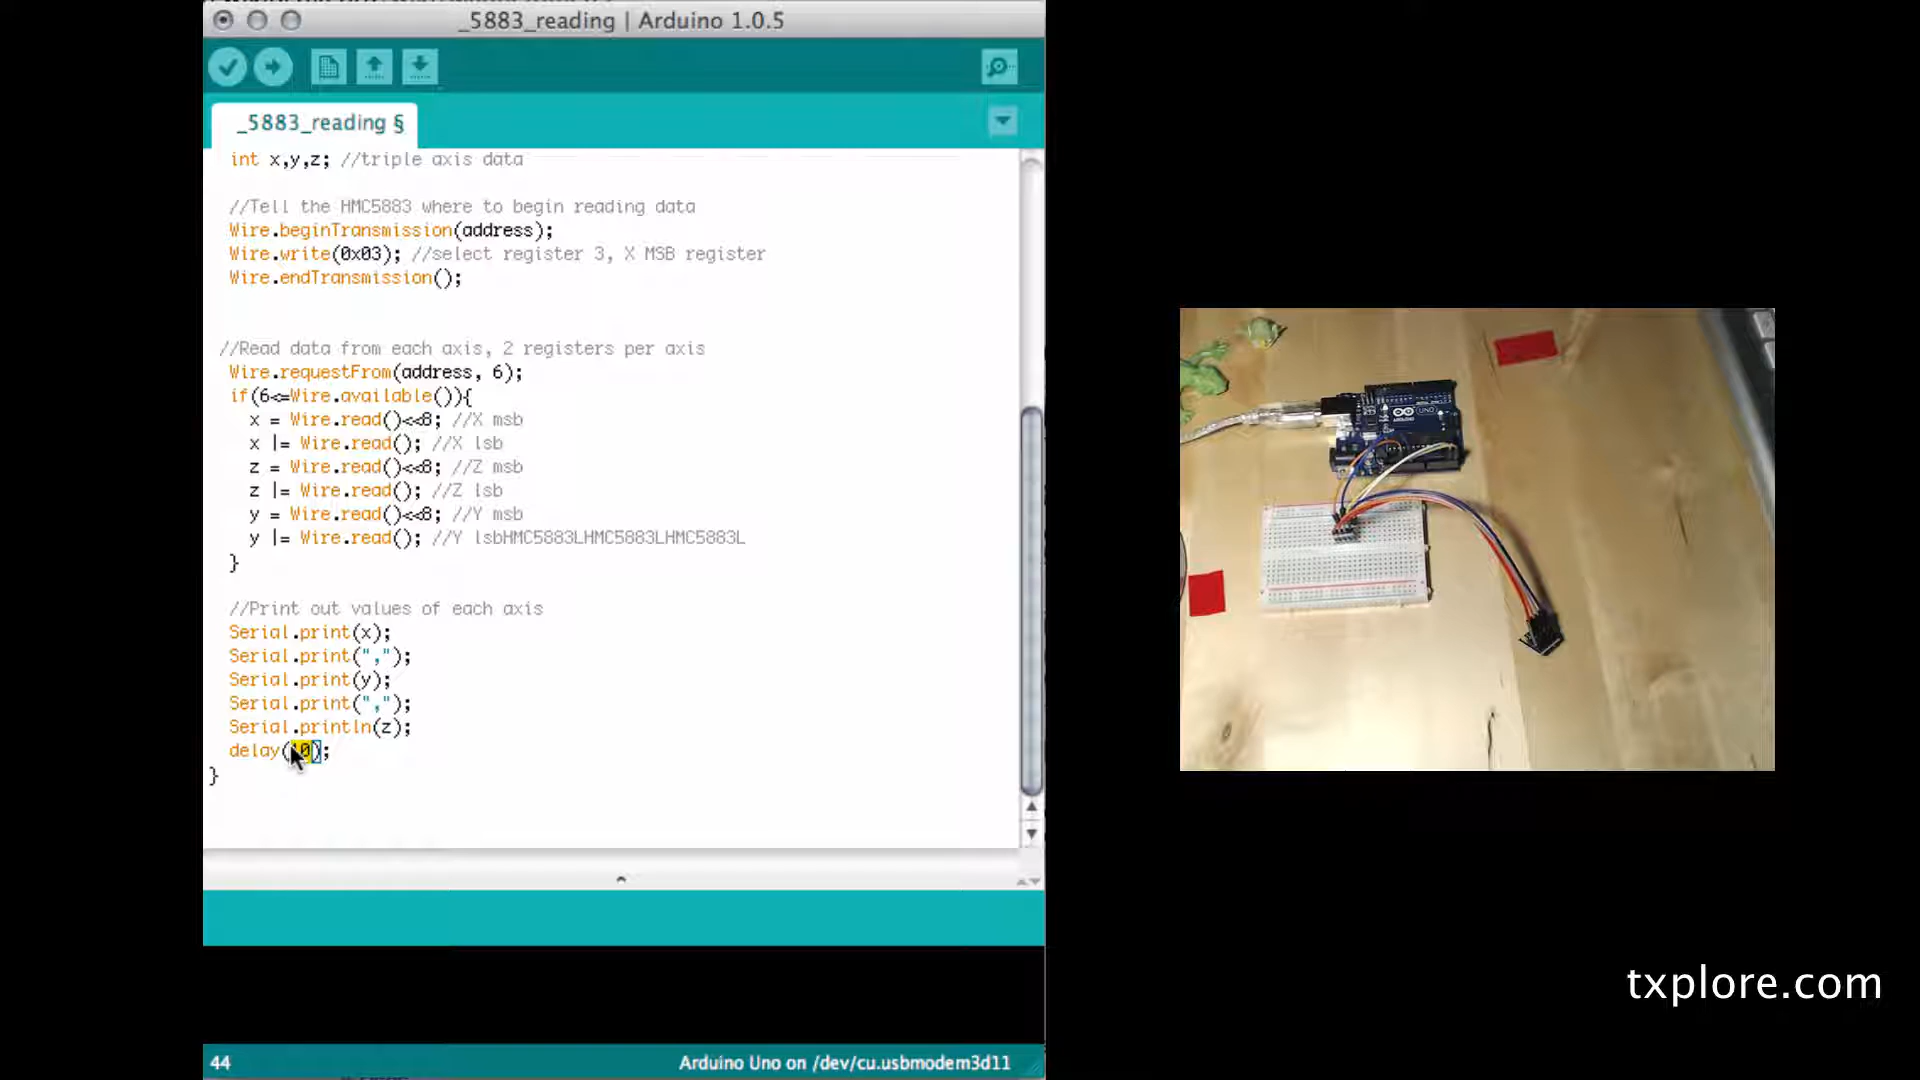 _5883_reading | Arduino 1.0.5
_5883_reading §
int x,y,z; //triple axis data
//Tell the HMC5883 where to begin reading data
Wire.beginTransmission(address);
Wire.write(0x03); //select register 3, X MSB register
Wire.endTransmission();
//Read data from each axis, 2 registers per axis
Wire.requestFrom(address, 6);
if(6<=Wire.available()){
x = Wire.read()<<8; //X msb
x |= Wire.read(); //X lsb
z = Wire.read()<<8; //Z msb
z |= Wire.read(); //Z lsb
y = Wire.read()<<8; //Y msb
y |= Wire.read(); //Y lsbHMC5883LHMC5883LHMC5883L
}
//Print out values of each axis
Serial.print(x);
Serial.print(",");
Serial.print(y);
Serial.print(",");
Serial.println(z);
delay(10);
}
44
Arduino Uno on /dev/cu.usbmodem3d11
txplore.com